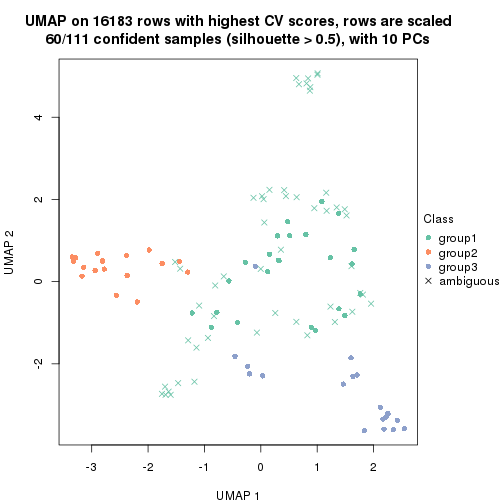 UMAP on 16183 rows with highest CV scores, rows are scaled
60/111 confident samples (silhouette > 0.5), with 10 PCs
4
2
0
-2
UMAP 2
-3
-2
-1
0
1
2
UMAP 1
Class
group1
group2
group3
ambiguous